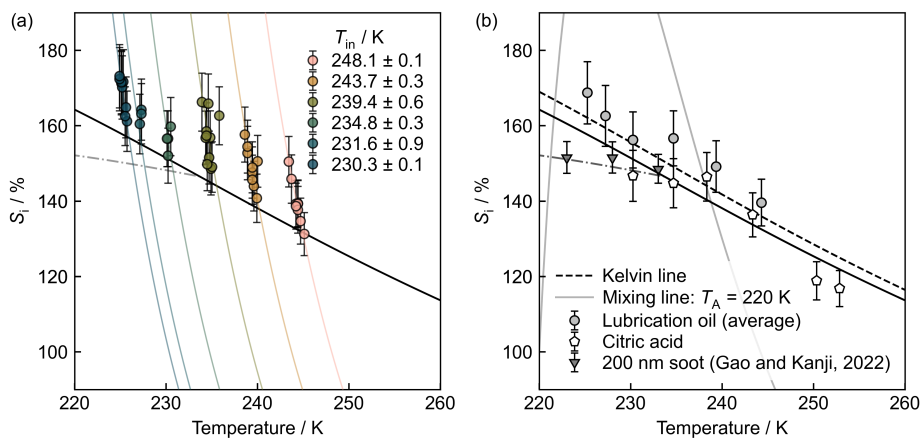 (a)
T_in / K
248.1 ± 0.1
243.7 ± 0.3
239.4 ± 0.6
234.8 ± 0.3
231.6 ± 0.9
230.3 ± 0.1
180
160
140
120
100
S_i / %
220 230 240 250 260
Temperature / K
(b)
180
160
140
120
100
S_i / %
Kelvin line
Mixing line: T_A = 220 K
Lubrication oil (average)
Citric acid
200 nm soot (Gao and Kanji, 2022)
220 230 240 250 260
Temperature / K